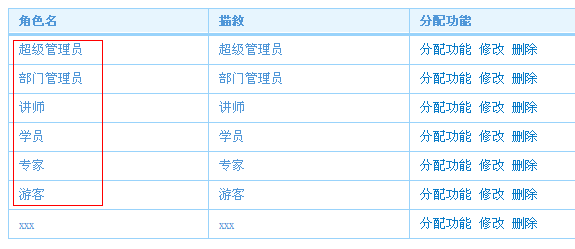 角色名 描敘 分配功能
超级管理员 超级管理员 分配功能 修改 删除
部门管理员 部门管理员 分配功能 修改 删除
讲师 讲师 分配功能 修改 删除
学员 学员 分配功能 修改 删除
专家 专家 分配功能 修改 删除
游客 游客 分配功能 修改 删除
xxx xxx 分配功能 修改 删除